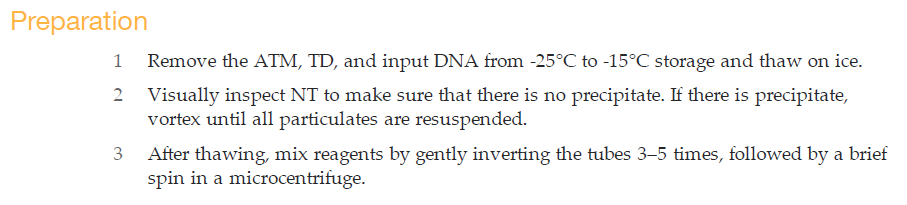 Preparation
1 Remove the ATM, TD, and input DNA from -25°C to -15°C storage and thaw on ice.
2 Visually inspect NT to make sure that there is no precipitate. If there is precipitate,
vortex until all particulates are resuspended.
3 After thawing, mix reagents by gently inverting the tubes 3–5 times, followed by a brief
spin in a microcentrifuge.